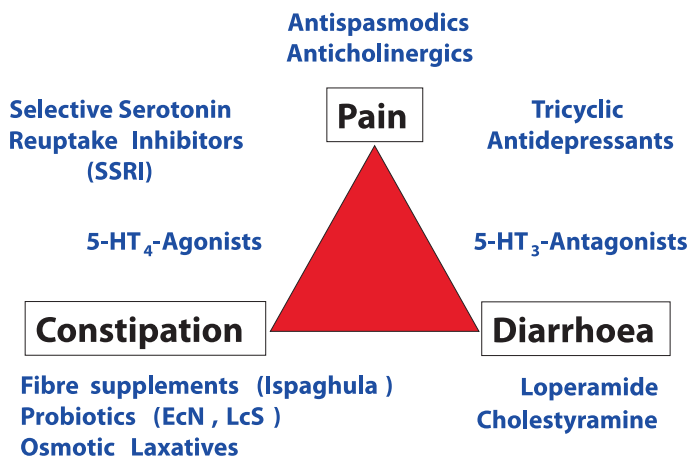 Antispasmodics
Anticholinergics
Pain
Selective Serotonin
Reuptake Inhibitors
(SSRI)
Tricyclic
Antidepressants
5-HT₄-Agonists
5-HT₃-Antagonists
Constipation
Diarrhoea
Fibre supplements (Ispaghula )
Probiotics (EcN , LcS )
Osmotic Laxatives
Loperamide
Cholestyramine